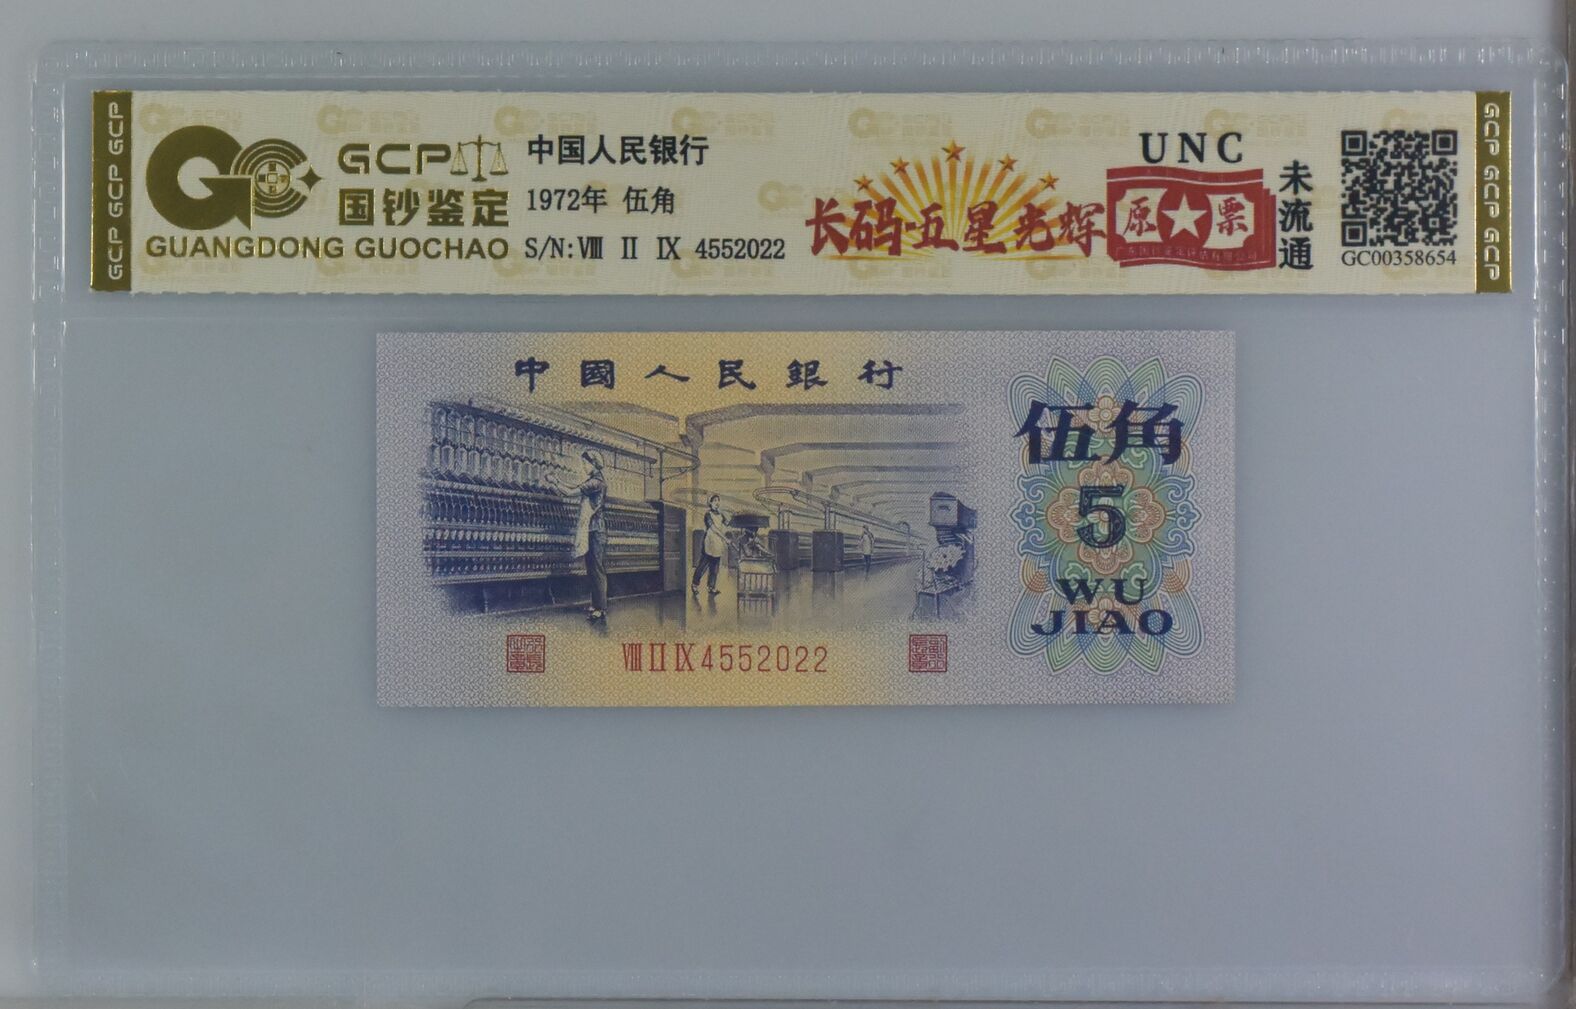 GCP GCP GCP
GCP
国钞鉴定
GUANGDONG GUOCHAO
中国人民银行
1972年 伍角
S/N:Ⅷ Ⅱ Ⅸ 4552022
长码·五星光辉
UNC
原★票
未流通
GC00358654
GCP GCP GCP
中國人民銀行
伍角
5
WU
JIAO
ⅧⅡⅨ4552022